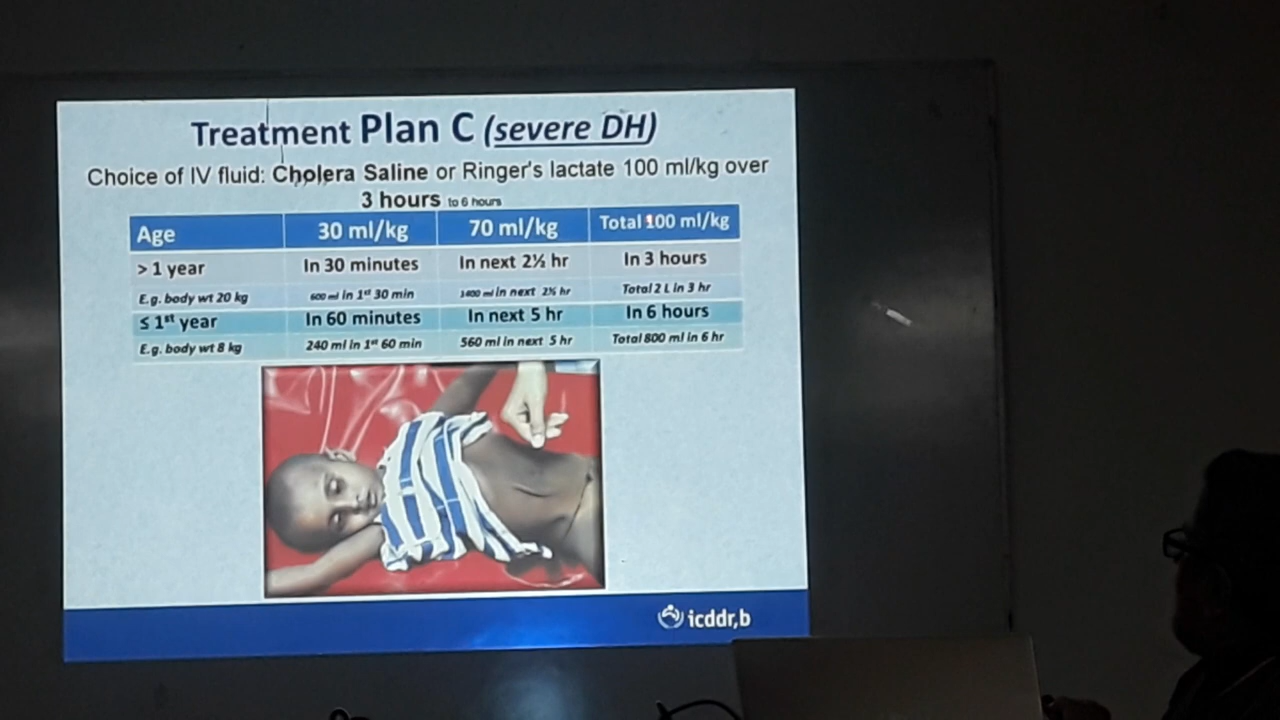 Treatment Plan C (severe DH)
Choice of IV fluid: Cholera Saline or Ringer's lactate 100 ml/kg over
3 hours to 6 hours
Age 30 ml/kg 70 ml/kg Total 100 ml/kg
> 1 year In 30 minutes In next 2½ hr In 3 hours
E.g. body wt 20 kg 600 ml in 1st 30 min 1400 ml in next 2½ hr Total 2 L in 3 hr
≤ 1st year In 60 minutes In next 5 hr In 6 hours
E.g. body wt 8 kg 240 ml in 1st 60 min 560 ml in next 5 hr Total 800 ml in 6 hr
icddr,b